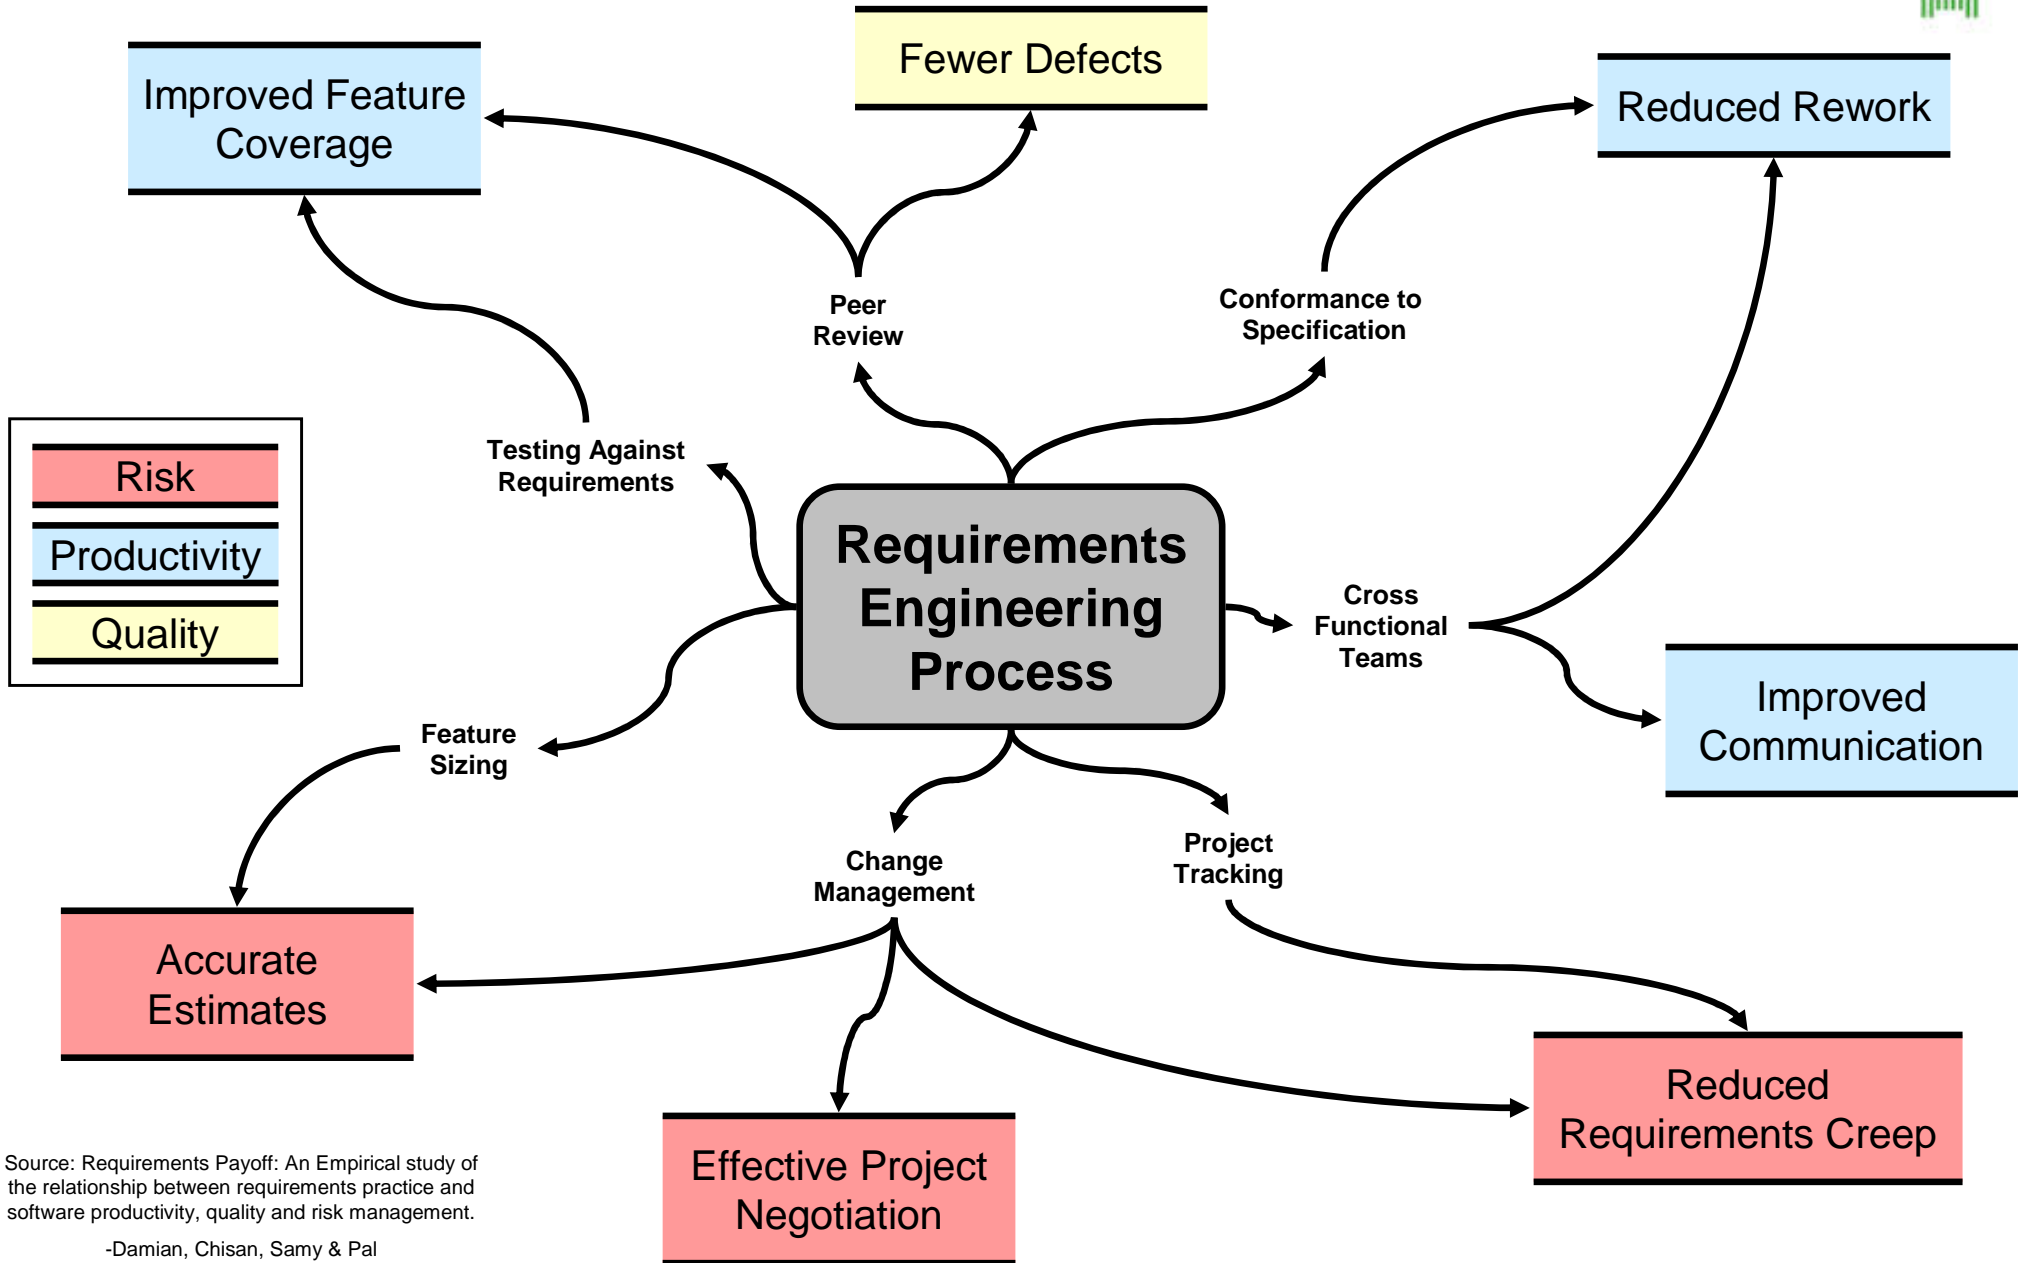 Improved Feature
Coverage
Fewer Defects
Reduced Rework
Peer
Review
Conformance to
Specification
Testing Against
Requirements
Risk
Productivity
Quality
Requirements
Engineering
Process
Cross
Functional
Teams
Improved
Communication
Feature
Sizing
Change
Management
Project
Tracking
Accurate
Estimates
Effective Project
Negotiation
Reduced
Requirements Creep
Source: Requirements Payoff: An Empirical study of
the relationship between requirements practice and
software productivity, quality and risk management.
-Damian, Chisan, Samy & Pal